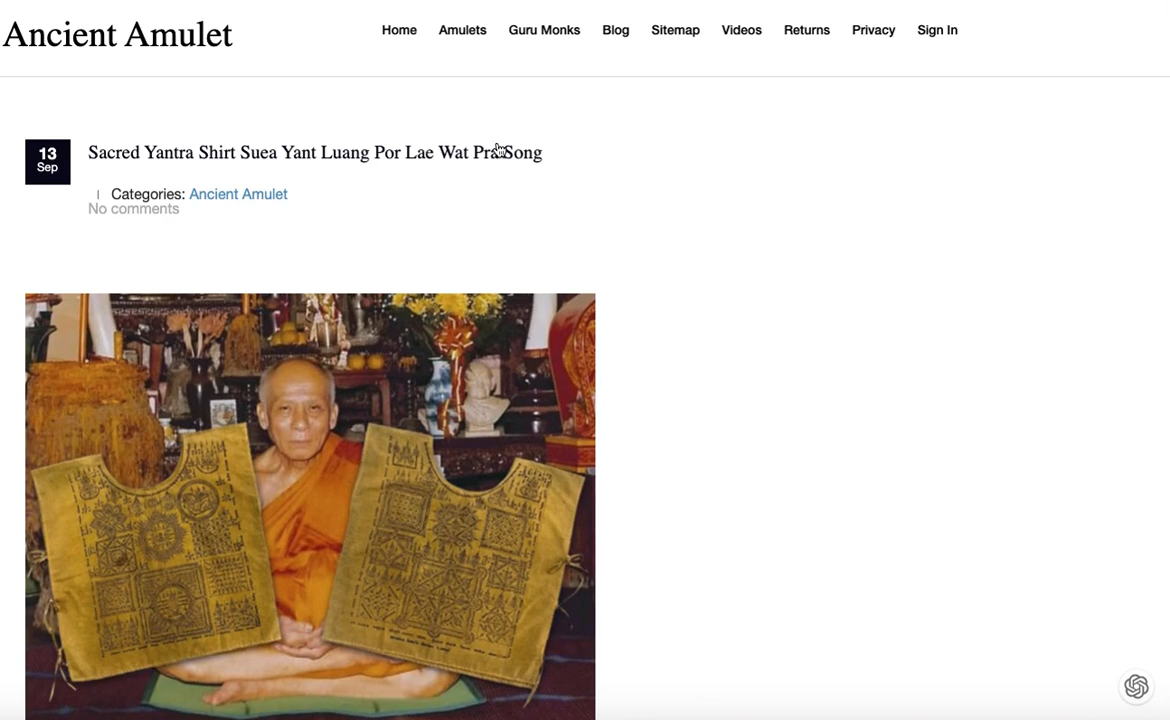 Ancient Amulet
Home Amulets Guru Monks Blog Sitemap Videos Returns Privacy Sign In
13
Sep
Sacred Yantra Shirt Suea Yant Luang Por Lae Wat Pra Song
| Categories: Ancient Amulet
No comments